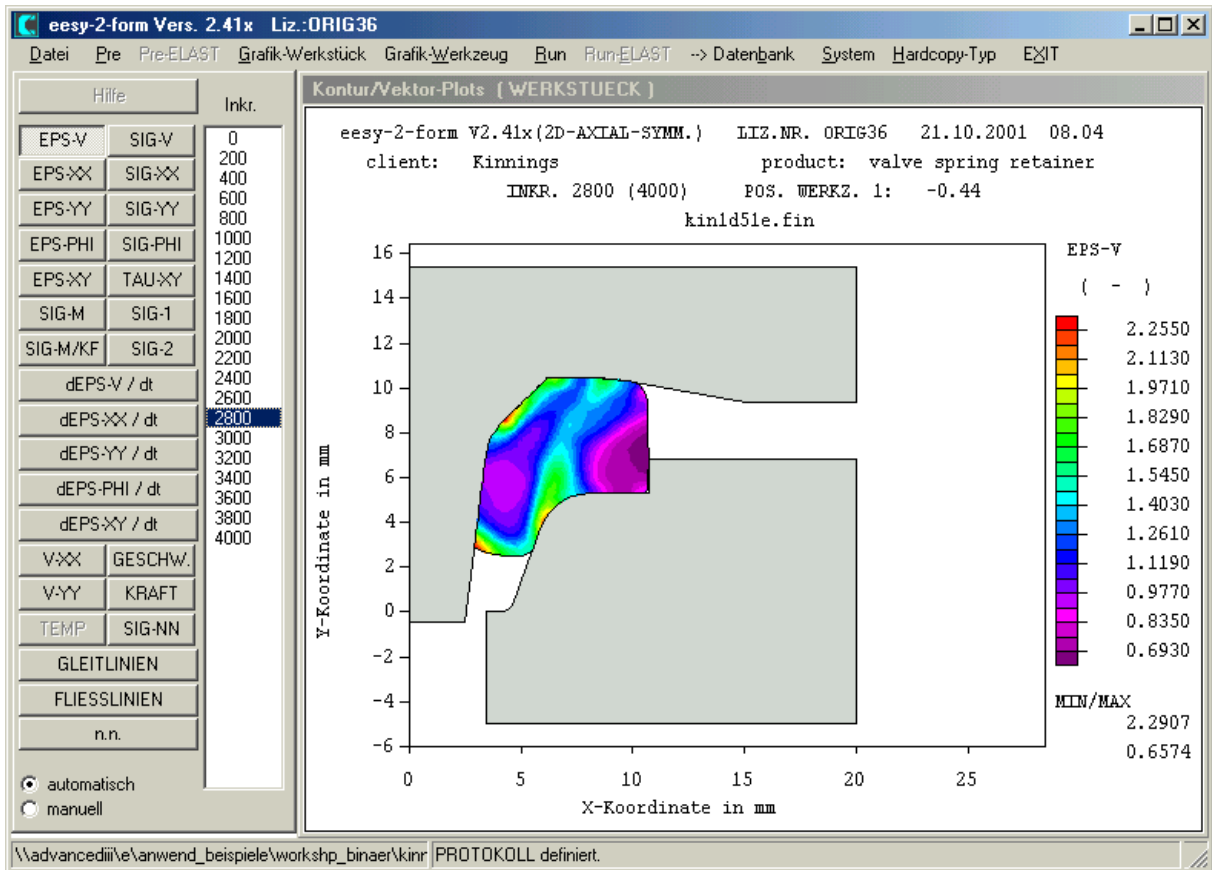 eesy-2-form Vers. 2.41x Liz.:ORIG36
Datei Pre Pre-ELAST Grafik-Werkstück Grafik-Werkzeug Run Run-ELAST --> Datenbank System Hardcopy-Typ EXIT
Hilfe
Inkr.
EPS-V SIG-V
EPS-XX SIG-XX
EPS-YY SIG-YY
EPS-PHI SIG-PHI
EPS-XY TAU-XY
SIG-M SIG-1
SIG-M/KF SIG-2
dEPS-V / dt
dEPS-XX / dt
dEPS-YY / dt
dEPS-PHI / dt
dEPS-XY / dt
V-XX GESCHW.
V-YY KRAFT
TEMP SIG-NN
GLEITLINIEN
FLIESSLINIEN
n.n.
automatisch
manuell
0
200
400
600
800
1000
1200
1400
1600
1800
2000
2200
2400
2600
2800
3000
3200
3400
3600
3800
4000
Kontur/Vektor-Plots ( WERKSTUECK )
eesy-2-form V2.41x(2D-AXIAL-SYMM.) LIZ.NR. ORIG36 21.10.2001 08.04
client: Kinnings product: valve spring retainer
INKR. 2800 (4000) POS. WERKZ. 1: -0.44
kin1d51e.fin
16
14
12
10
8
6
4
2
0
-2
-4
-6
Y-Koordinate in mm
0 5 10 15 20 25
X-Koordinate in mm
EPS-V
( - )
2.2550
2.1130
1.9710
1.8290
1.6870
1.5450
1.4030
1.2610
1.1190
0.9770
0.8350
0.6930
MIN/MAX
2.2907
0.6574
\\advancediii\e\anwend_beispiele\workshp_binaer\kinr PROTOKOLL definiert.